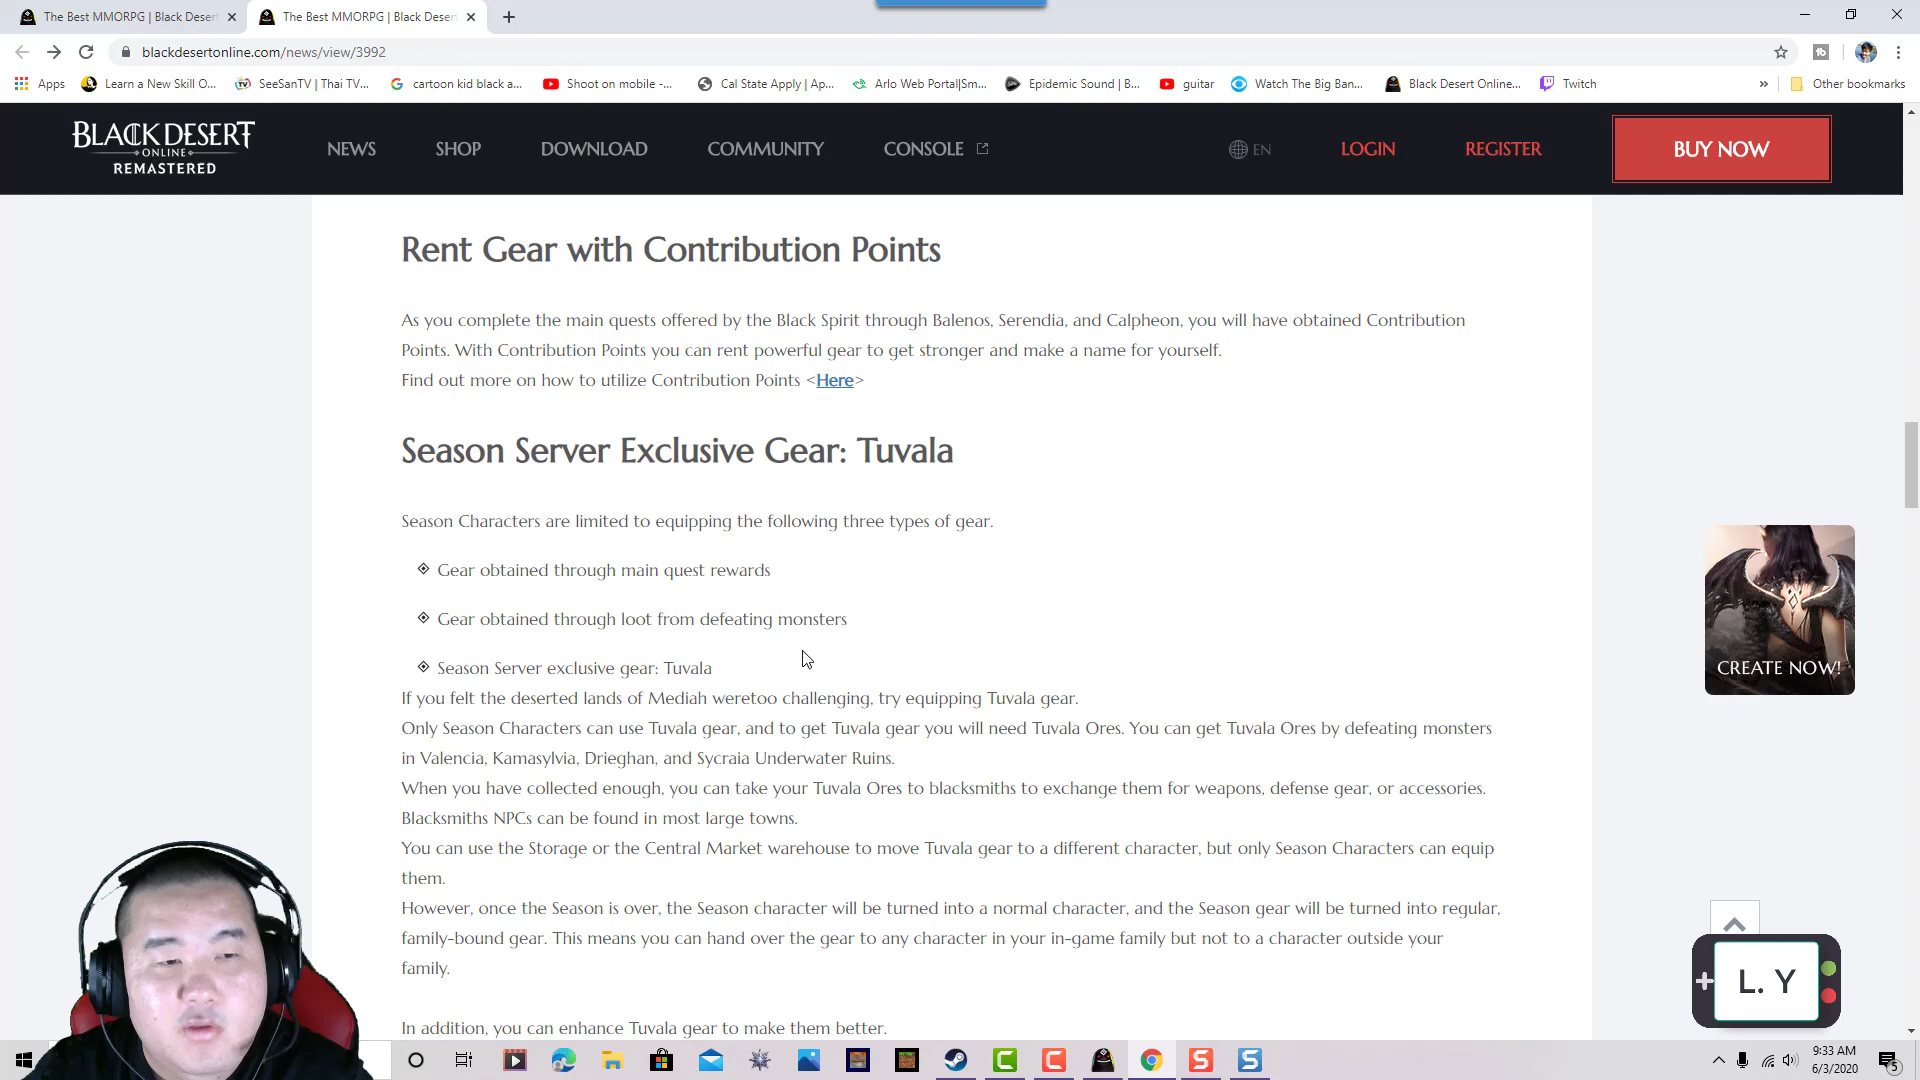 The Best MMORPG | Black Deser
The Best MMORPG | Black Deser
blackdesertonline.com/news/view/3992
Apps
Learn a New Skill O...
SeeSanTV | Thai TV...
cartoon kid black a...
Shoot on mobile -...
Cal State Apply | Ap...
Arlo Web Portal|Sm...
Epidemic Sound | B...
guitar
Watch The Big Ban...
Black Desert Online...
Twitch
»
Other bookmarks
BLACK DESERT
ONLINE
REMASTERED
NEWS
SHOP
DOWNLOAD
COMMUNITY
CONSOLE
EN
LOGIN
REGISTER
BUY NOW
Rent Gear with Contribution Points
As you complete the main quests offered by the Black Spirit through Balenos, Serendia, and Calpheon, you will have obtained Contribution
Points. With Contribution Points you can rent powerful gear to get stronger and make a name for yourself.
Find out more on how to utilize Contribution Points <Here>
Season Server Exclusive Gear: Tuvala
Season Characters are limited to equipping the following three types of gear.
Gear obtained through main quest rewards
Gear obtained through loot from defeating monsters
Season Server exclusive gear: Tuvala
If you felt the deserted lands of Mediah weretoo challenging, try equipping Tuvala gear.
Only Season Characters can use Tuvala gear, and to get Tuvala gear you will need Tuvala Ores. You can get Tuvala Ores by defeating monsters
in Valencia, Kamasylvia, Drieghan, and Sycraia Underwater Ruins.
When you have collected enough, you can take your Tuvala Ores to blacksmiths to exchange them for weapons, defense gear, or accessories.
Blacksmiths NPCs can be found in most large towns.
You can use the Storage or the Central Market warehouse to move Tuvala gear to a different character, but only Season Characters can equip
them.
However, once the Season is over, the Season character will be turned into a normal character, and the Season gear will be turned into regular,
family-bound gear. This means you can hand over the gear to any character in your in-game family but not to a character outside your
family.
In addition, you can enhance Tuvala gear to make them better.
CREATE NOW!
L. Y
9:33 AM
6/3/2020
5